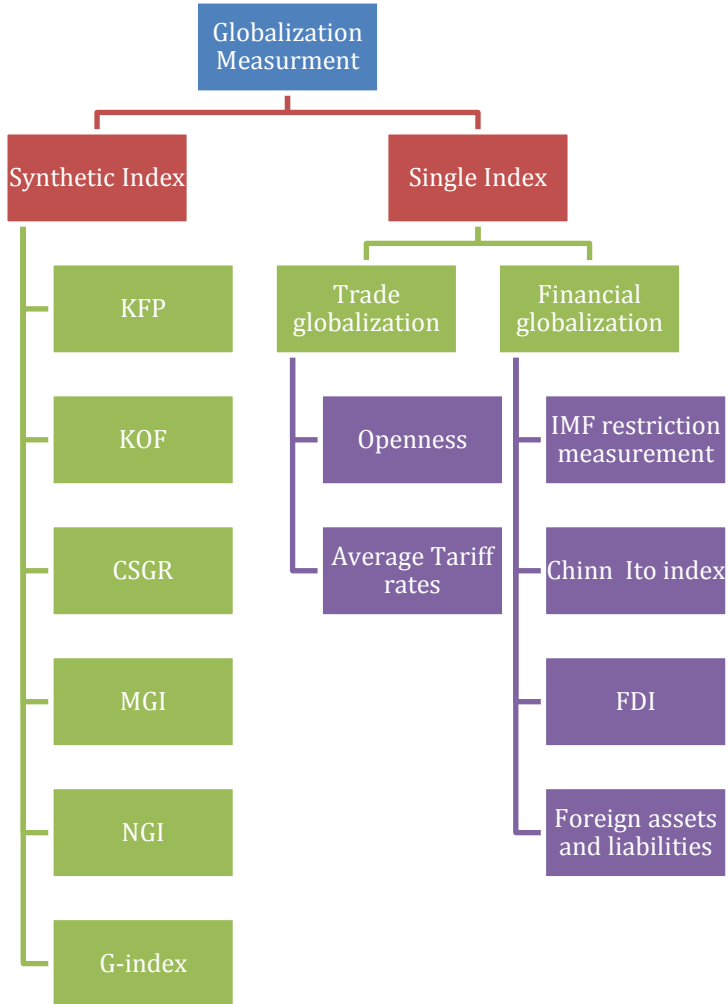 Globalization
Measurment
Synthetic Index
Single Index
Trade
globalization
Financial
globalization
KFP
KOF
CSGR
MGI
NGI
G-index
Openness
Average Tariff
rates
IMF restriction
measurement
Chinn  Ito index
FDI
Foreign assets
and liabilities